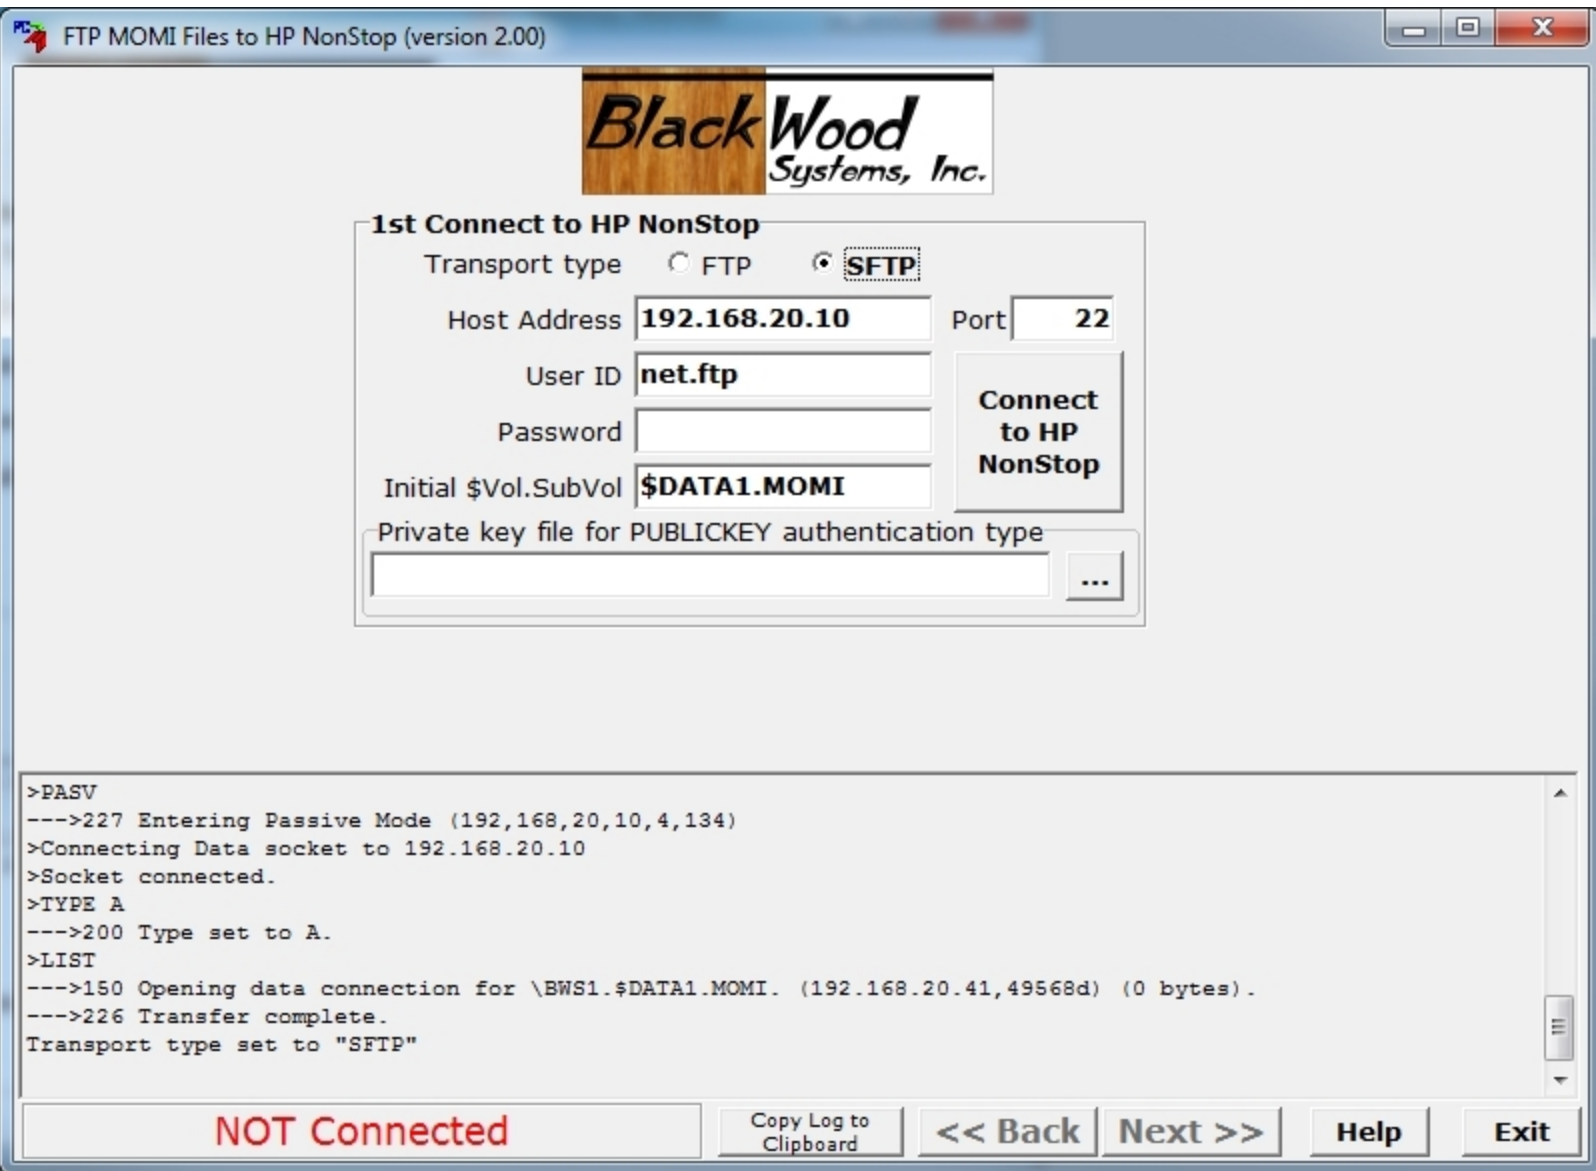 FTP MOMI Files to HP NonStop (version 2.00)
BlackWood
Systems, Inc.
1st Connect to HP NonStop
Transport type FTP SFTP
Host Address 192.168.20.10 Port 22
User ID net.ftp
Password
Initial $Vol.SubVol $DATA1.MOMI
Connect
to HP
NonStop
Private key file for PUBLICKEY authentication type
...
>PASV
--->227 Entering Passive Mode (192,168,20,10,4,134)
>Connecting Data socket to 192.168.20.10
>Socket connected.
>TYPE A
--->200 Type set to A.
>LIST
--->150 Opening data connection for \BWS1.$DATA1.MOMI. (192.168.20.41,49568d) (0 bytes).
--->226 Transfer complete.
Transport type set to "SFTP"
NOT Connected
Copy Log to
Clipboard
<< Back
Next >>
Help
Exit